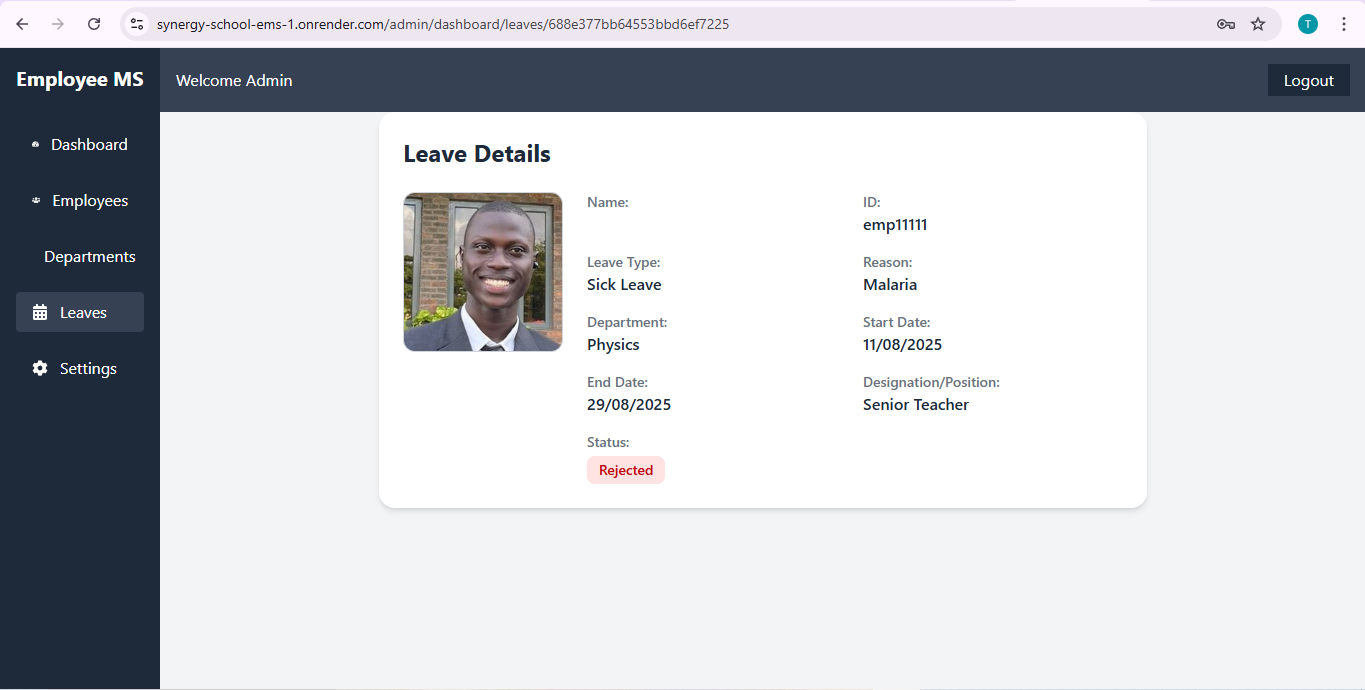 synergy-school-ems-1.onrender.com/admin/dashboard/leaves/688e377bb64553bbd6ef7225
T
Employee MS
Welcome Admin
Logout
Dashboard
Employees
Departments
Leaves
Settings
Leave Details
Name:
ID:
emp11111
Leave Type:
Reason:
Sick Leave
Malaria
Department:
Start Date:
Physics
11/08/2025
End Date:
Designation/Position:
29/08/2025
Senior Teacher
Status:
Rejected